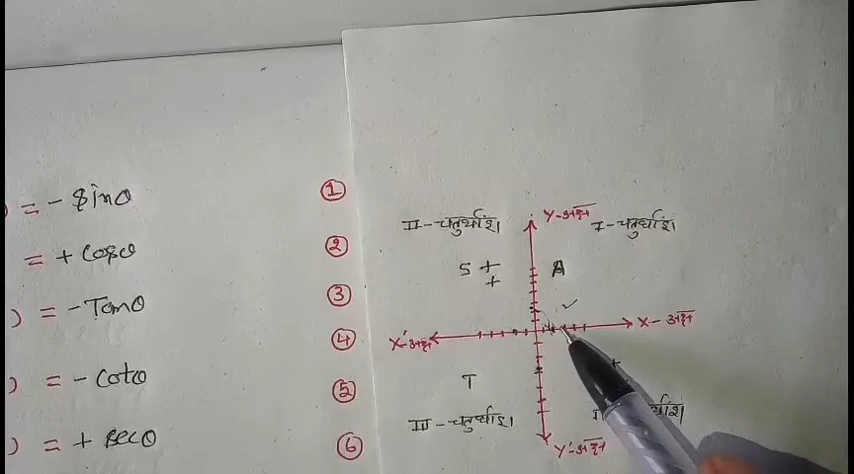 ) = - sinθ
= + cosθ
) = - Tanθ
) = - cotθ
) = + secθ
①
②
③
④
⑤
⑥
Y-अक्ष
II-चतुर्थांश
I-चतुर्थांश
S +
+
A
✓
X'-अक्ष
X-अक्ष
T
+
III-चतुर्थांश
Y'-अक्ष